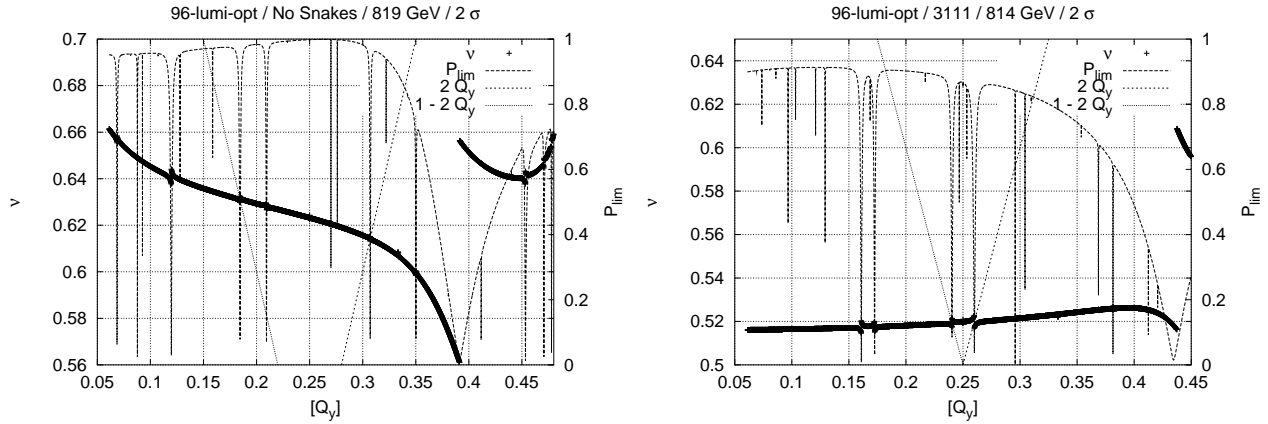 96-lumi-opt / No Snakes / 819 GeV / 2 σ
0.7
0.68
0.66
0.64
0.62
0.6
0.58
0.56
ν
1
0.8
0.6
0.4
0.2
0
P_lim
ν
P_lim
2 Q_y
1 - 2 Q_y
0.05 0.1 0.15 0.2 0.25 0.3 0.35 0.4 0.45
[Q_y]
96-lumi-opt / 3111 / 814 GeV / 2 σ
0.64
0.62
0.6
0.58
0.56
0.54
0.52
0.5
ν
1
0.8
0.6
0.4
0.2
0
P_lim
ν
P_lim
2 Q_y
1 - 2 Q_y
0.05 0.1 0.15 0.2 0.25 0.3 0.35 0.4 0.45
[Q_y]